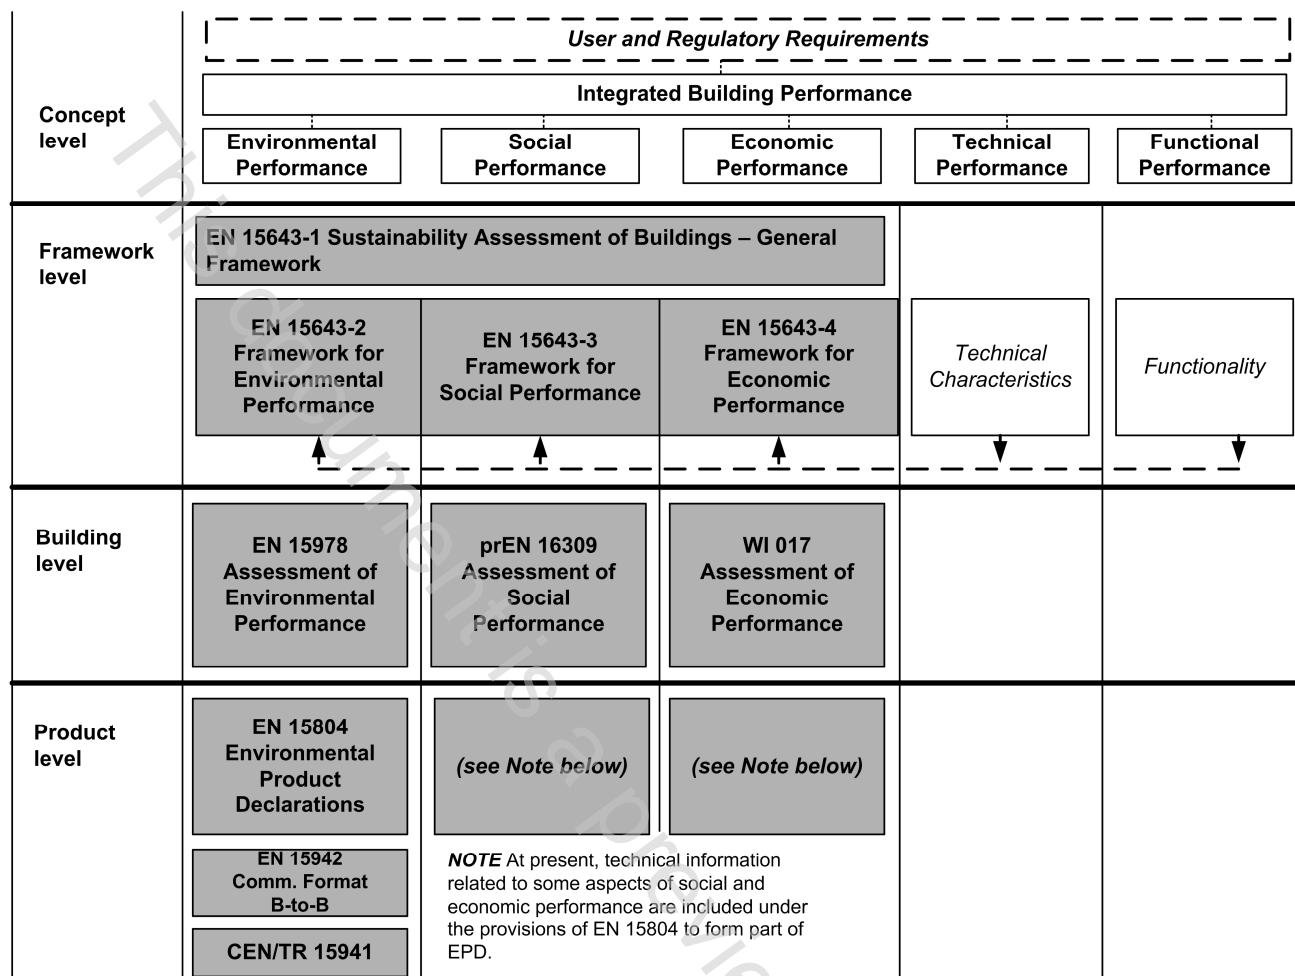 User and Regulatory Requirements
Integrated Building Performance
Concept
level
Environmental
Performance
Social
Performance
Economic
Performance
Technical
Performance
Functional
Performance
Framework
level
EN 15643-1 Sustainability Assessment of Buildings – General
Framework
EN 15643-2
Framework for
Environmental
Performance
EN 15643-3
Framework for
Social Performance
EN 15643-4
Framework for
Economic
Performance
Technical
Characteristics
Functionality
Building
level
EN 15978
Assessment of
Environmental
Performance
prEN 16309
Assessment of
Social
Performance
WI 017
Assessment of
Economic
Performance
Product
level
EN 15804
Environmental
Product
Declarations
(see Note below)
(see Note below)
EN 15942
Comm. Format
B-to-B
CEN/TR 15941
NOTE At present, technical information
related to some aspects of social and
economic performance are included under
the provisions of EN 15804 to form part of
EPD.
This document is a preview